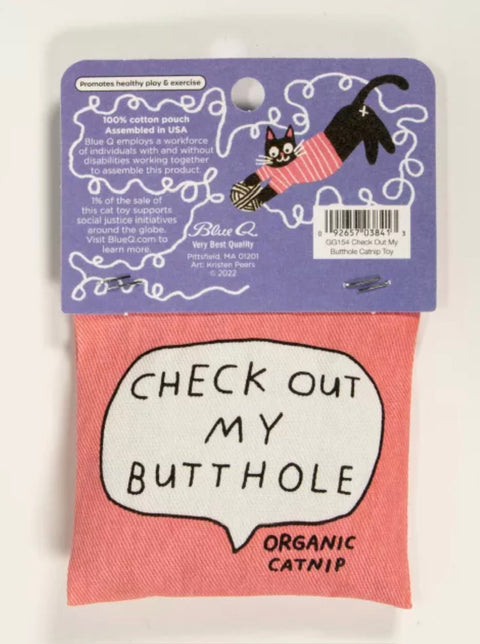 Promotes healthy play & exercise
100% cotton pouch
Assembled in USA
Blue Q employs a workforce
of individuals with and without
disabilities working together
to assemble this product.
1% of the sale of
this cat toy supports
social justice initiatives
around the globe.
Visit BlueQ.com to
learn more.
Blue Q
Very Best Quality
Pittsfield, MA 01201
Art: Kristen Peers
© 2022
0 92657 03841 3
GG154 Check Out My
Butthole Catnip Toy
CHECK OUT
MY
BUTTHOLE
ORGANIC
CATNIP